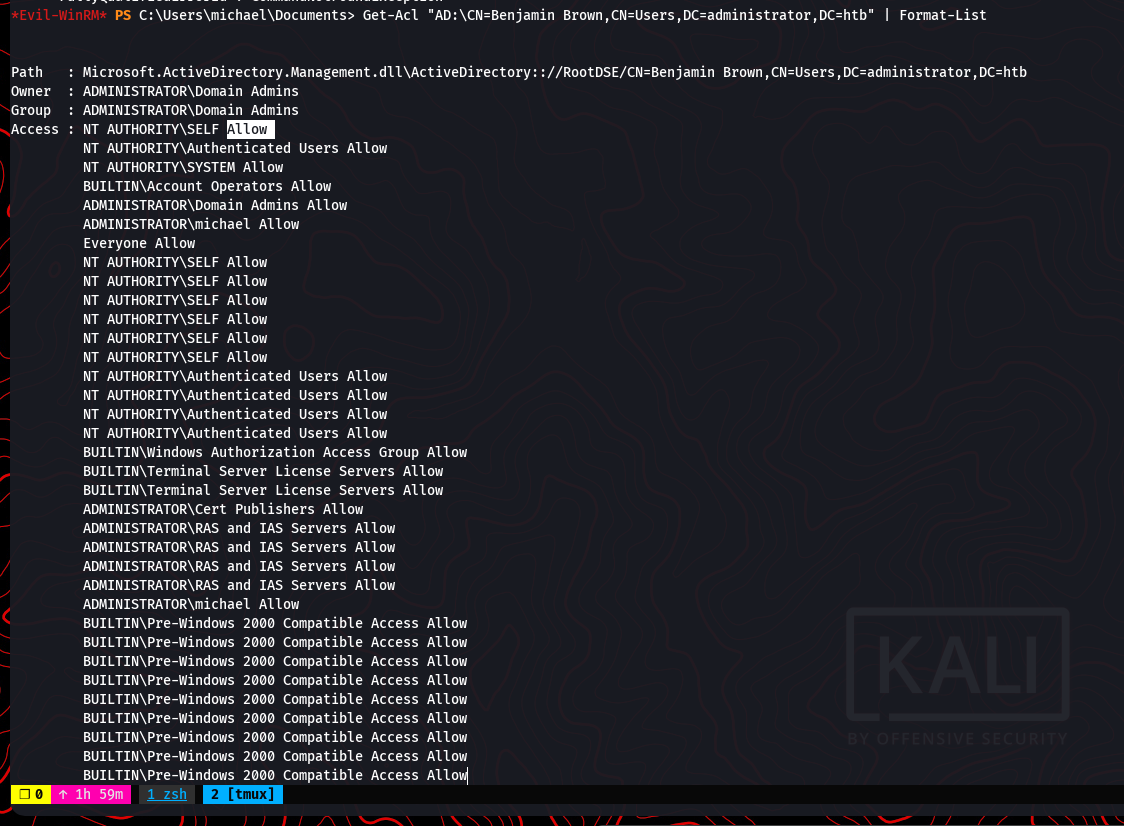 *Evil-WinRM* PS C:\Users\michael\Documents> Get-Acl "AD:\CN=Benjamin Brown,CN=Users,DC=administrator,DC=htb" | Format-List
Path   : Microsoft.ActiveDirectory.Management.dll\ActiveDirectory:://RootDSE/CN=Benjamin Brown,CN=Users,DC=administrator,DC=htb
Owner  : ADMINISTRATOR\Domain Admins
Group  : ADMINISTRATOR\Domain Admins
Access : NT AUTHORITY\SELF Allow
NT AUTHORITY\Authenticated Users Allow
NT AUTHORITY\SYSTEM Allow
BUILTIN\Account Operators Allow
ADMINISTRATOR\Domain Admins Allow
ADMINISTRATOR\michael Allow
Everyone Allow
NT AUTHORITY\SELF Allow
NT AUTHORITY\SELF Allow
NT AUTHORITY\SELF Allow
NT AUTHORITY\SELF Allow
NT AUTHORITY\SELF Allow
NT AUTHORITY\SELF Allow
NT AUTHORITY\Authenticated Users Allow
NT AUTHORITY\Authenticated Users Allow
NT AUTHORITY\Authenticated Users Allow
NT AUTHORITY\Authenticated Users Allow
BUILTIN\Windows Authorization Access Group Allow
BUILTIN\Terminal Server License Servers Allow
BUILTIN\Terminal Server License Servers Allow
ADMINISTRATOR\Cert Publishers Allow
ADMINISTRATOR\RAS and IAS Servers Allow
ADMINISTRATOR\RAS and IAS Servers Allow
ADMINISTRATOR\RAS and IAS Servers Allow
ADMINISTRATOR\RAS and IAS Servers Allow
ADMINISTRATOR\michael Allow
BUILTIN\Pre-Windows 2000 Compatible Access Allow
BUILTIN\Pre-Windows 2000 Compatible Access Allow
BUILTIN\Pre-Windows 2000 Compatible Access Allow
BUILTIN\Pre-Windows 2000 Compatible Access Allow
BUILTIN\Pre-Windows 2000 Compatible Access Allow
BUILTIN\Pre-Windows 2000 Compatible Access Allow
BUILTIN\Pre-Windows 2000 Compatible Access Allow
BUILTIN\Pre-Windows 2000 Compatible Access Allow
BUILTIN\Pre-Windows 2000 Compatible Access Allow
KALI
BY OFFENSIVE SECURITY
❐ 0 ↑ 1h 59m 1 zsh 2 [tmux]